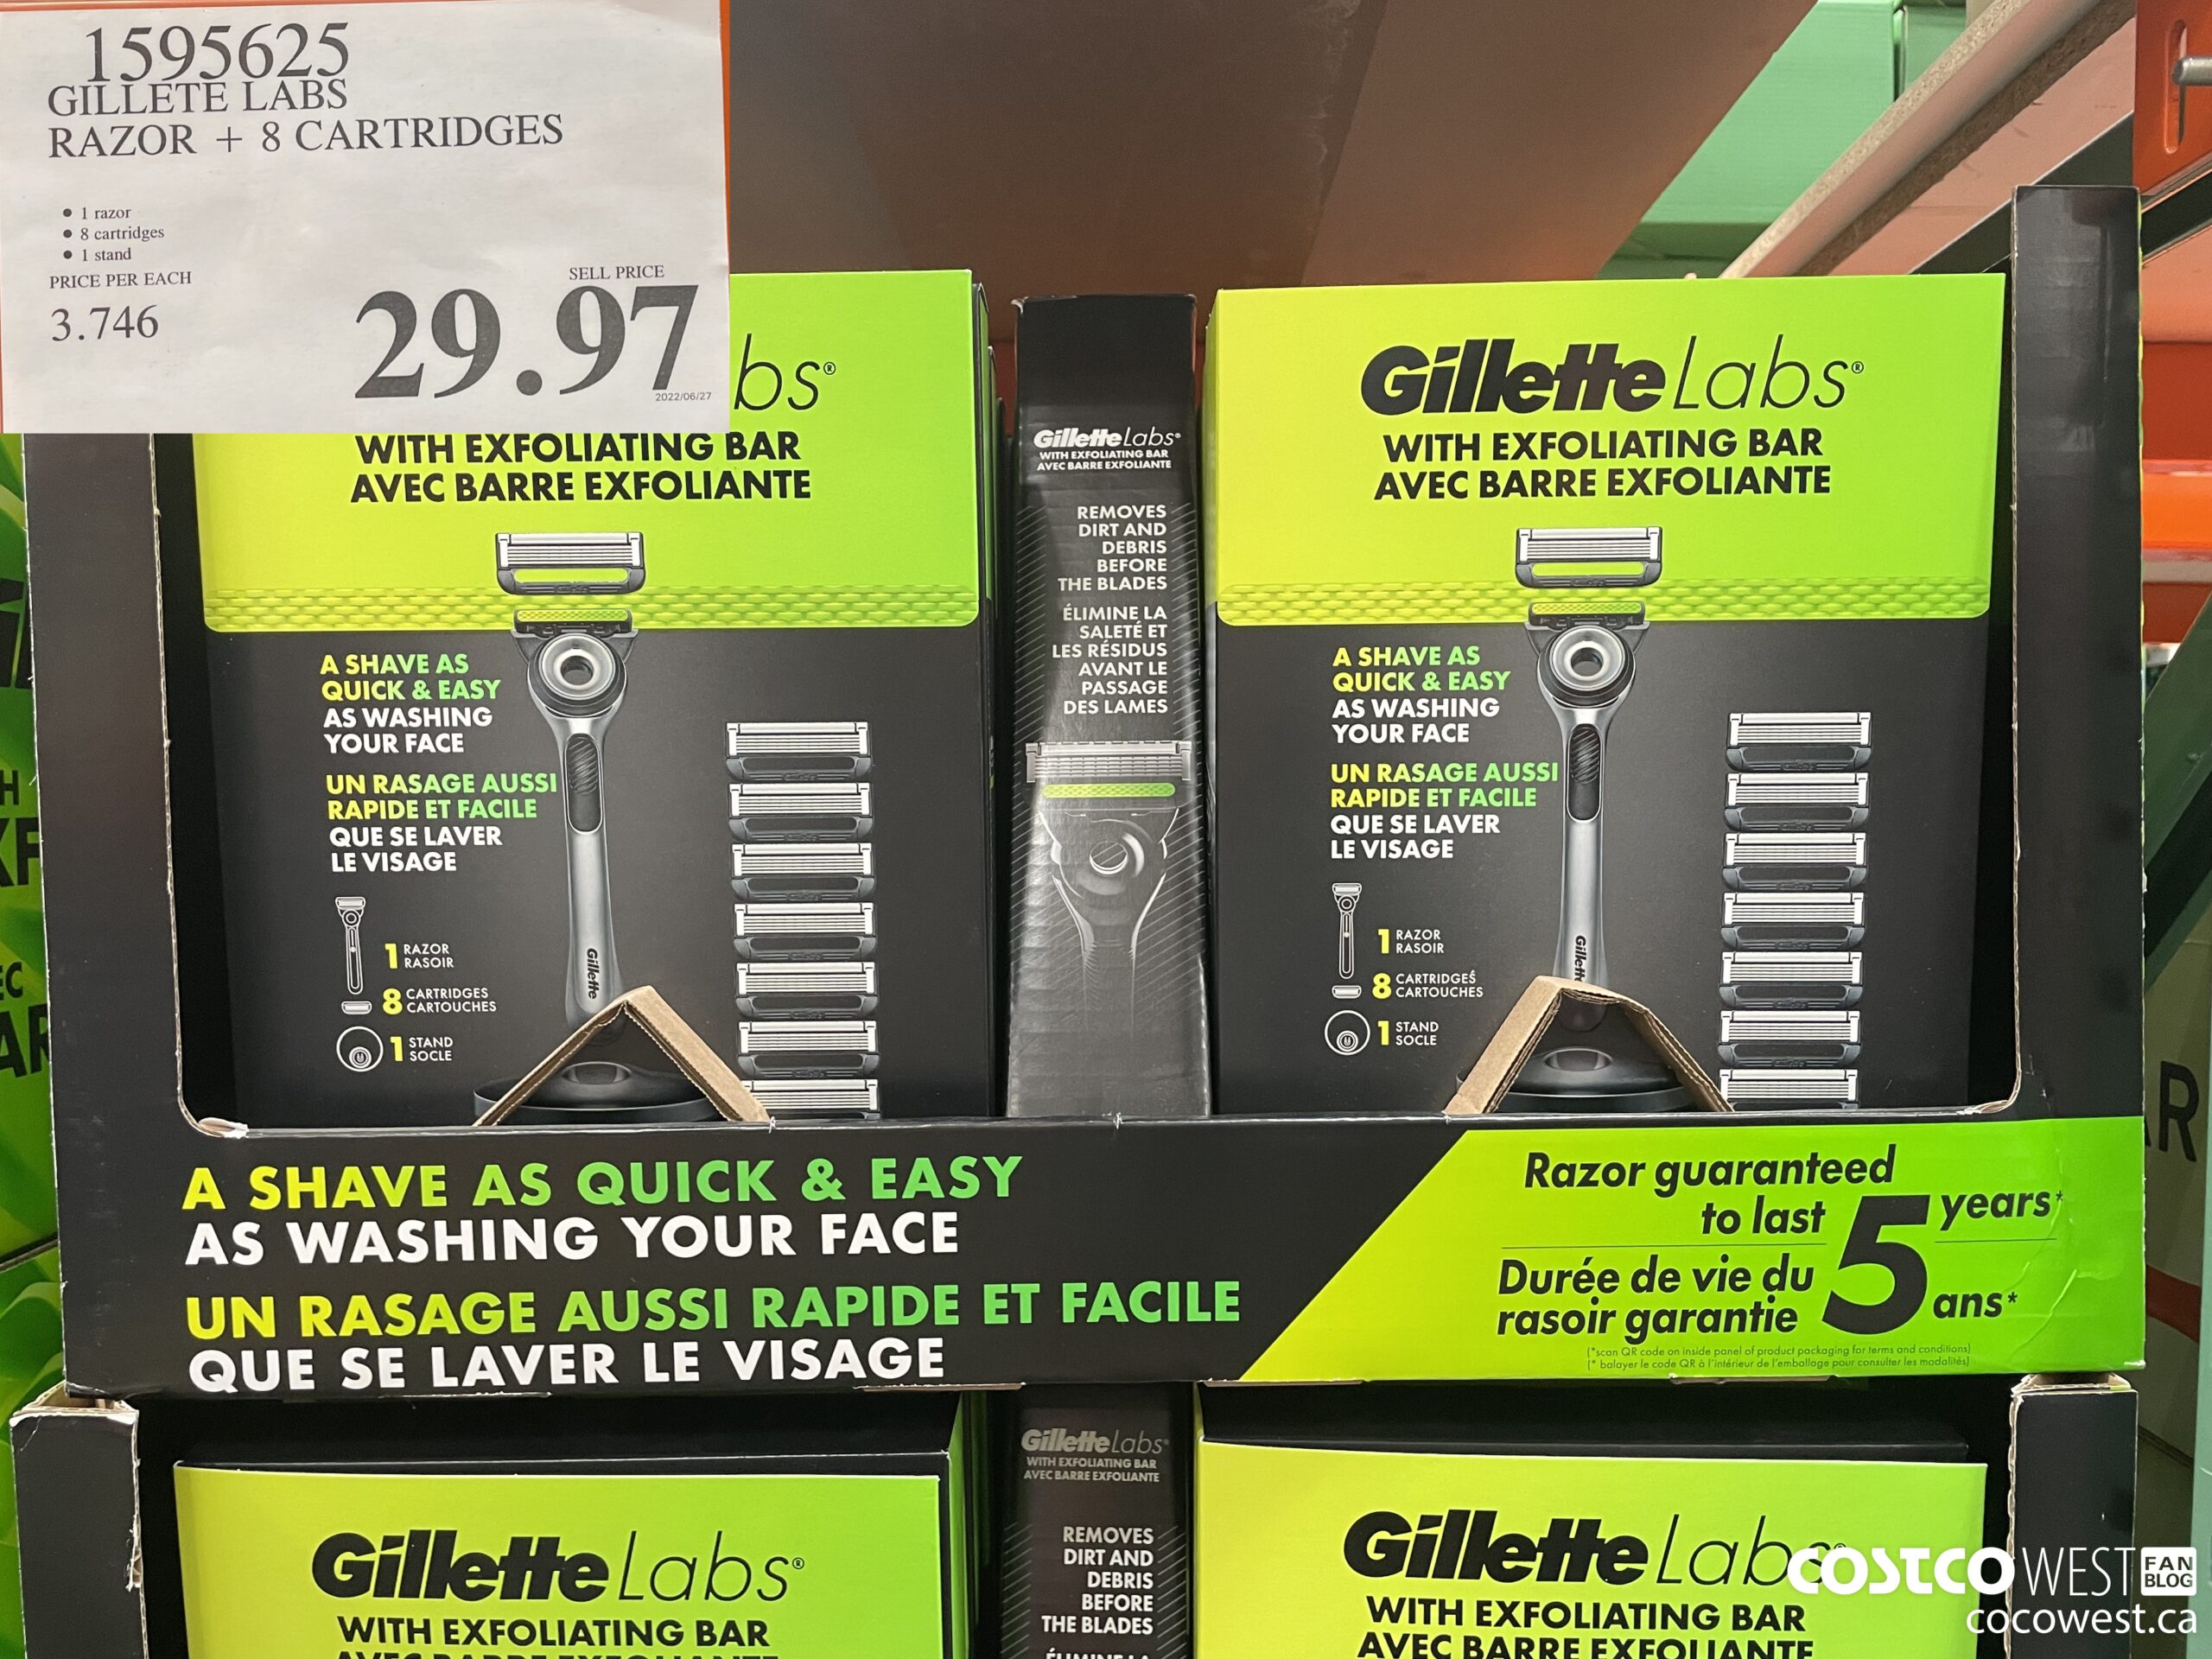 1595625
GILLETE LABS
RAZOR + 8 CARTRIDGES
• 1 razor
• 8 cartridges
• 1 stand
PRICE PER EACH
3.746
SELL PRICE
29.97
2022/06/27
bs®
WITH EXFOLIATING BAR
AVEC BARRE EXFOLIANTE
A SHAVE AS
QUICK & EASY
AS WASHING
YOUR FACE
UN RASAGE AUSSI
RAPIDE ET FACILE
QUE SE LAVER
LE VISAGE
1 RAZOR
RASOIR
8 CARTRIDGES
CARTOUCHES
1 STAND
SOCLE
Gillette
GilletteLabs®
WITH EXFOLIATING BAR
AVEC BARRE EXFOLIANTE
REMOVES
DIRT AND
DEBRIS
BEFORE
THE BLADES
ÉLIMINE LA
SALETÉ ET
LES RÉSIDUS
AVANT LE
PASSAGE
DES LAMES
GilletteLabs®
WITH EXFOLIATING BAR
AVEC BARRE EXFOLIANTE
A SHAVE AS
QUICK & EASY
AS WASHING
YOUR FACE
UN RASAGE AUSSI
RAPIDE ET FACILE
QUE SE LAVER
LE VISAGE
1 RAZOR
RASOIR
8 CARTRIDGES
CARTOUCHES
1 STAND
SOCLE
Gillett
A SHAVE AS QUICK & EASY
AS WASHING YOUR FACE
UN RASAGE AUSSI RAPIDE ET FACILE
QUE SE LAVER LE VISAGE
Razor guaranteed
to last 5 years*
Durée de vie du
rasoir garantie 5 ans*
(*scan QR code on inside panel of product packaging for terms and conditions)
(* balayer le code QR à l'intérieur de l'emballage pour consulter les modalités)
GilletteLabs®
WITH EXFOLIATING BAR
AVEC BARRE EXFOLIANTE
GilletteLabs®
WITH EXFOLIATING BAR
AVEC BARRE EXFOLIANTE
REMOVES
DIRT AND
DEBRIS
BEFORE
THE BLADES
ÉLIMINE LA
GilletteLabs
WITH EXFOLIATING BAR
AVEC BARRE EXFOLIANTE
COSTCO WEST FAN BLOG
cocowest.ca